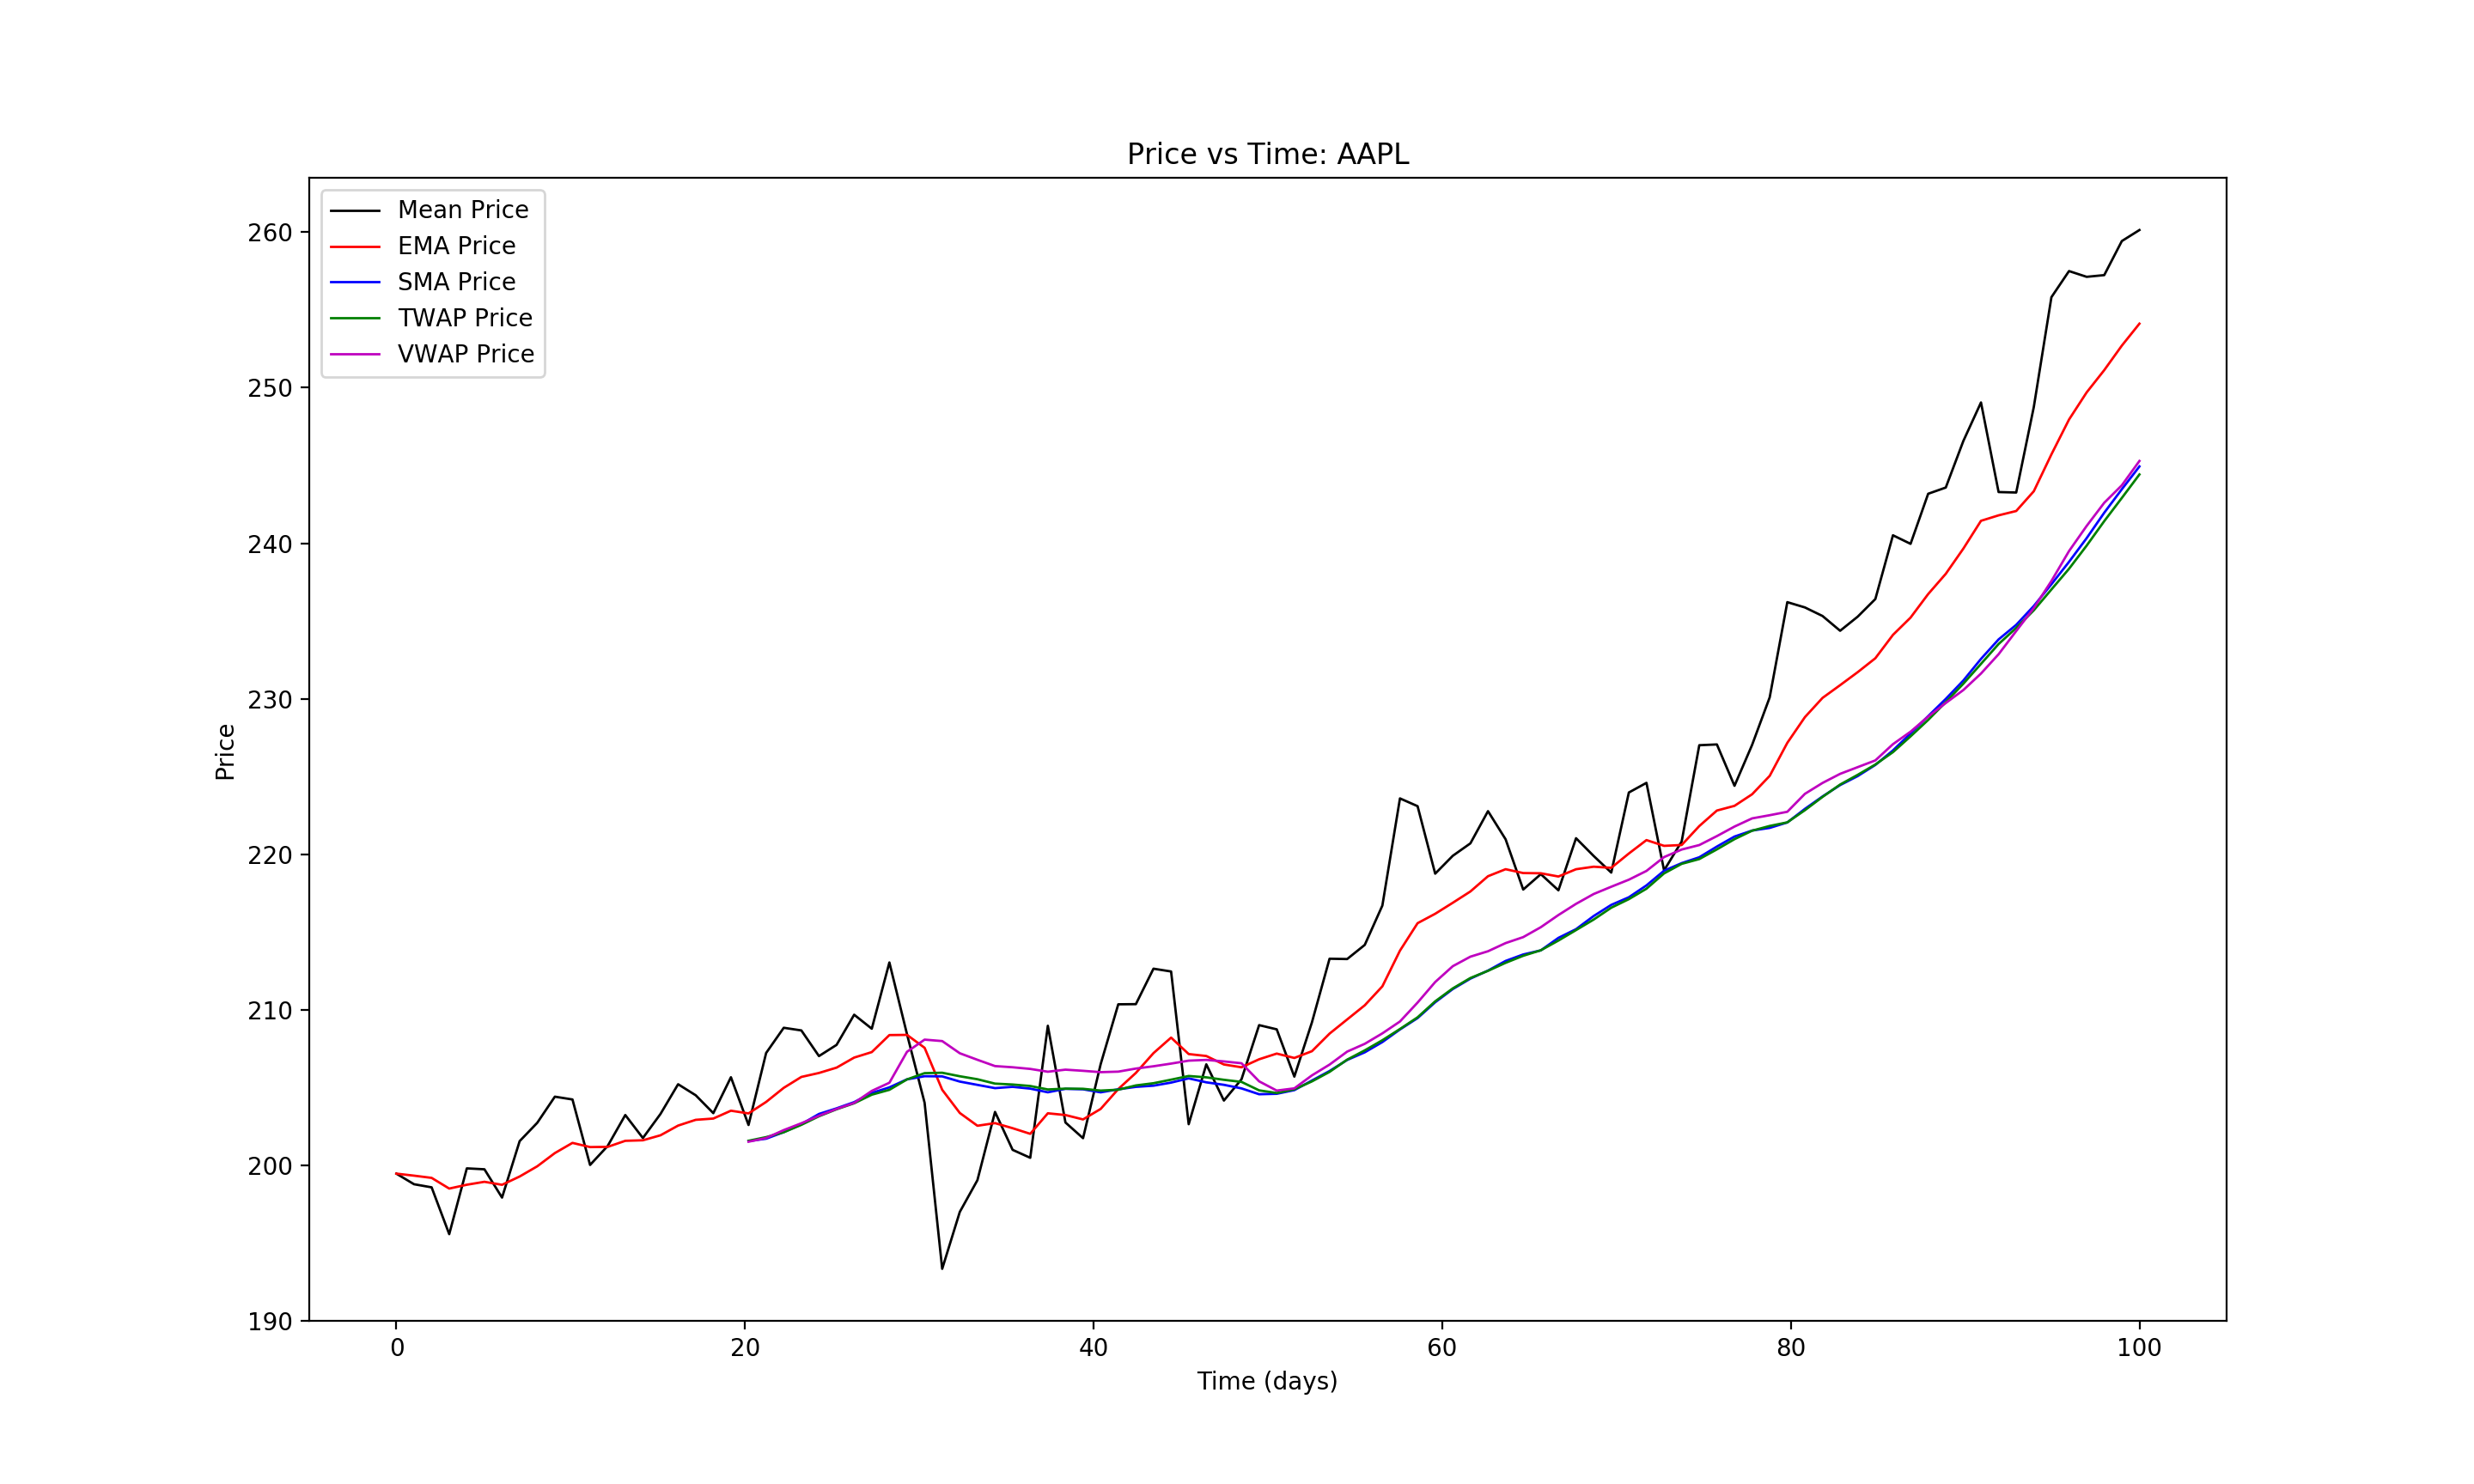 Price vs Time: AAPL
Mean Price
EMA Price
SMA Price
TWAP Price
VWAP Price
260
250
240
230
220
210
200
190
Price
0 20 40 60 80 100
Time (days)